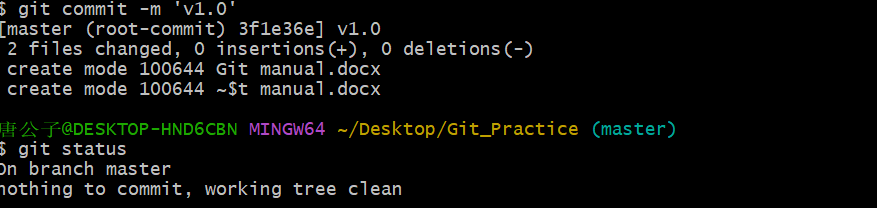 $ git commit -m 'v1.0'
[master (root-commit) 3f1e36e] v1.0
 2 files changed, 0 insertions(+), 0 deletions(-)
 create mode 100644 Git manual.docx
 create mode 100644 ~$t manual.docx
唐公子@DESKTOP-HND6CBN MINGW64 ~/Desktop/Git_Practice (master)
$ git status
On branch master
nothing to commit, working tree clean